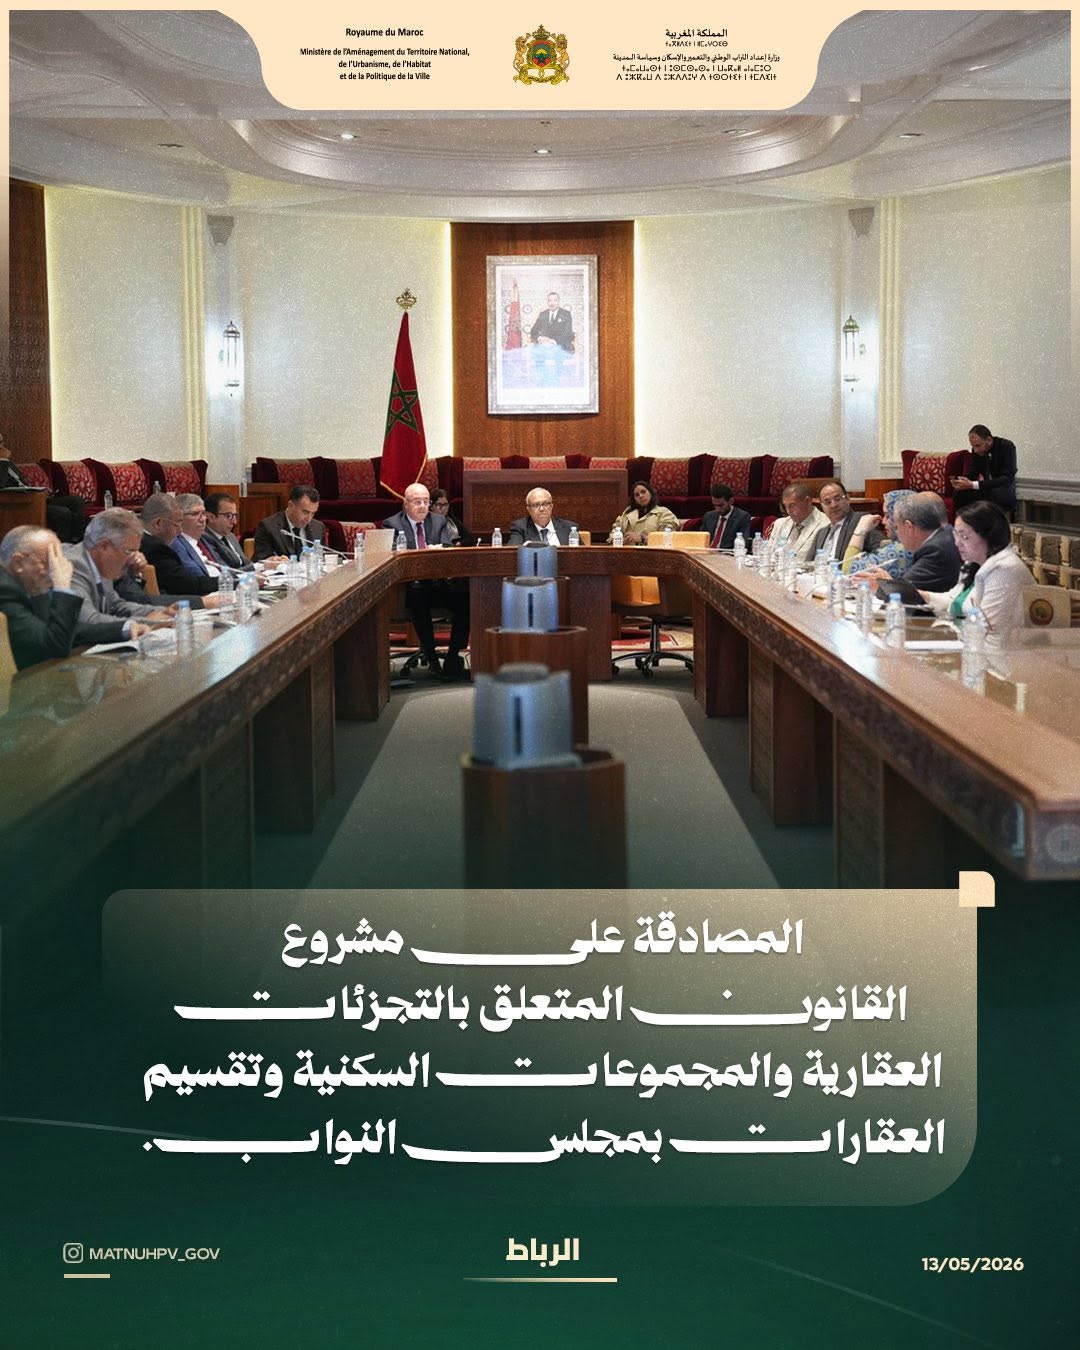 Royaume du Maroc
Ministère de l'Aménagement du Territoire National,
de l'Urbanisme, de l'Habitat
et de la Politique de la Ville
المملكة المغربية
ⵜⴰⴳⵍⴷⵉⵜ ⵏ ⵍⵎⵖⵔⵉⴱ
وزارة إعداد التراب الوطني والتعمير والإسكان وسياسة المدينة
المصادقة على مشروع
القانون المتعلق بالتجزئات
العقارية والمجموعات السكنية وتقسيم
العقارات بمجلس النواب.
MATNUHPV_GOV
الرباط
13/05/2026